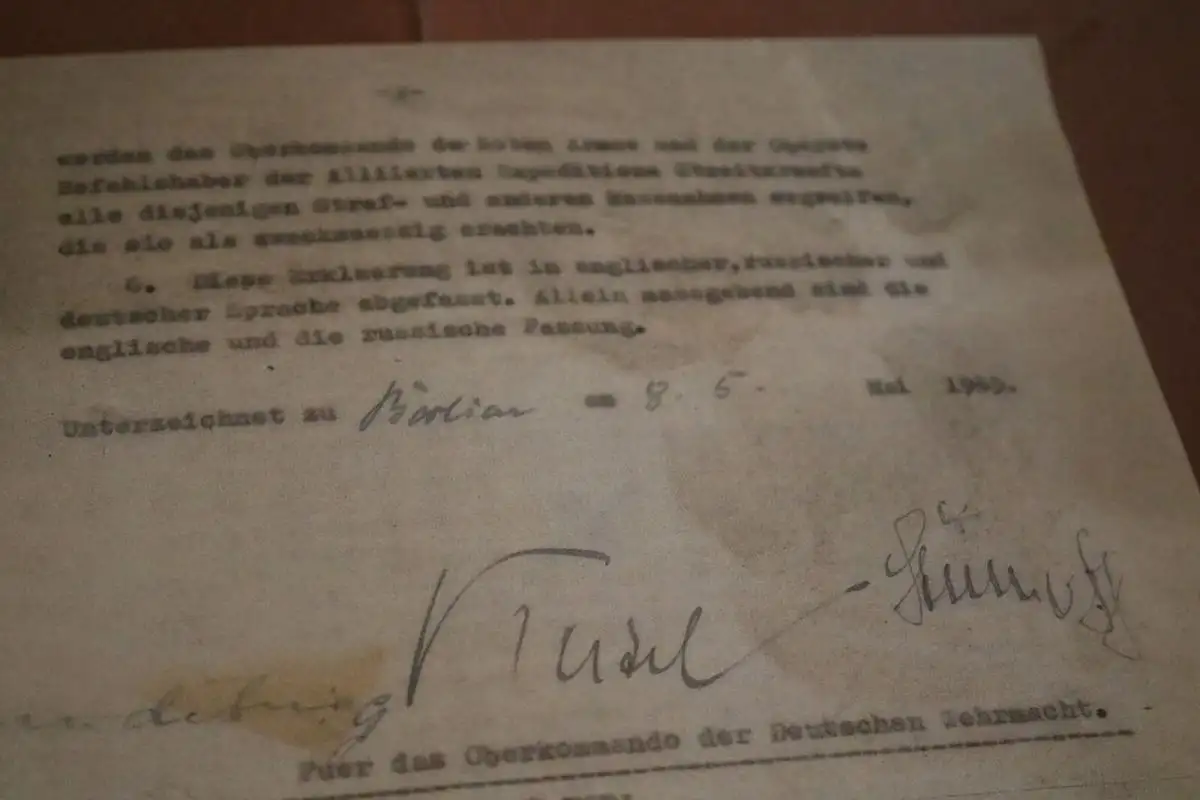 werden das Oberkommando der Roten Armee und der Oberste
Befehlshaber der Alliierten Expeditions Streitkraefte
alle diejenigen Straf- und anderen Massnahmen ergreifen,
die sie als zweckmaessig erachten.
6. Diese Erklaerung ist in englischer,russischer und
deutscher Sprache abgefasst. Allein massgebend sind die
englische und die russische Fassung.
Unterzeichnet zu Berlin am 8. 5. Mai 1945.
Fuer das Oberkommando der Deutschen Wehrmacht.